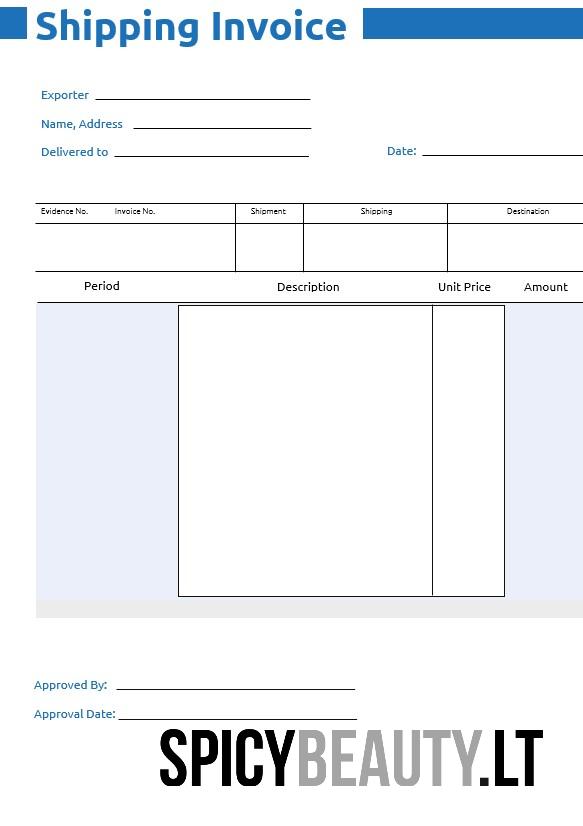 Shipping Invoice
Exporter
Name, Address
Delivered to
Date:
Evidence No. Invoice No. Shipment Shipping Destination
Period Description Unit Price Amount
Approved By:
Approval Date:
SPICYBEAUTY.LT